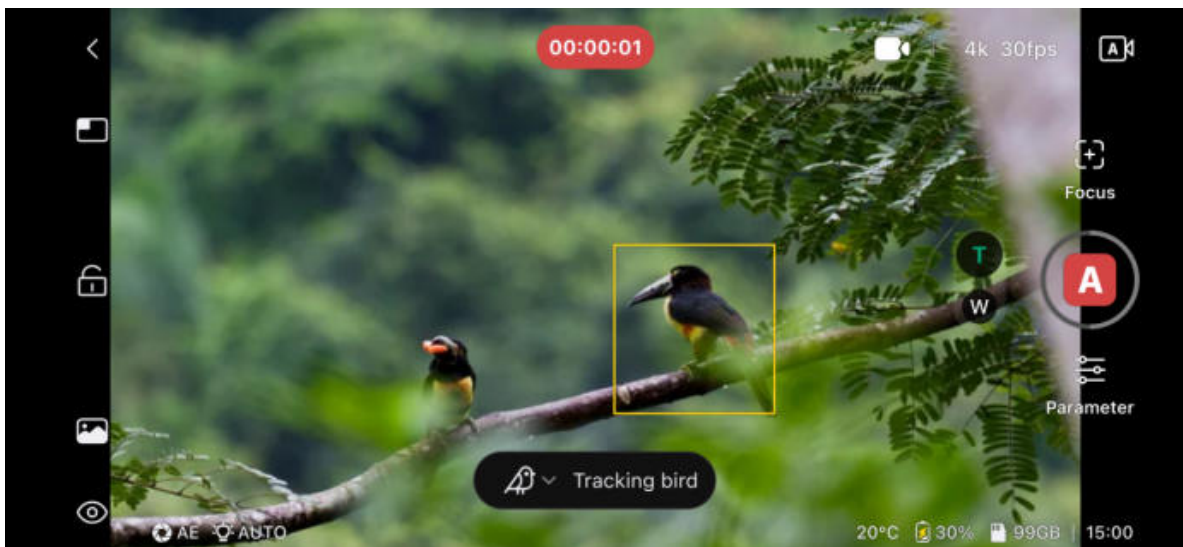 00:00:01
4k 30fps
A
Focus
T
A
W
Parameter
Tracking bird
AE AUTO
20°C 30% 99GB | 15:00